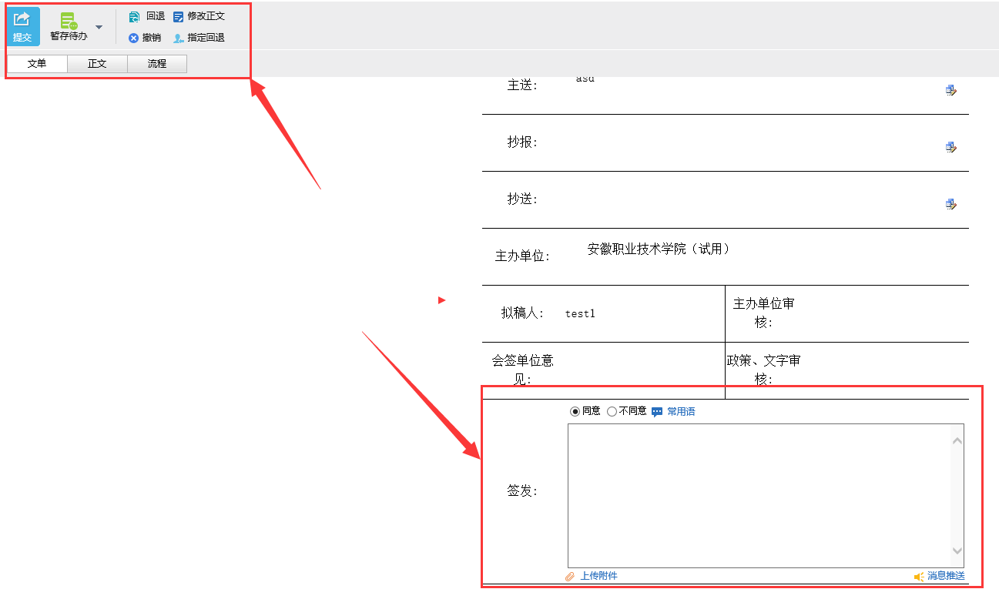 提交
暂存待办
回退
修改正文
撤销
指定回退
文单
正文
流程
主送:
asd
抄报:
抄送:
主办单位:
安徽职业技术学院（试用）
拟稿人:
test1
主办单位审
核:
会签单位意
见:
政策、文字审
核:
同意
不同意
常用语
签发:
上传附件
消息推送